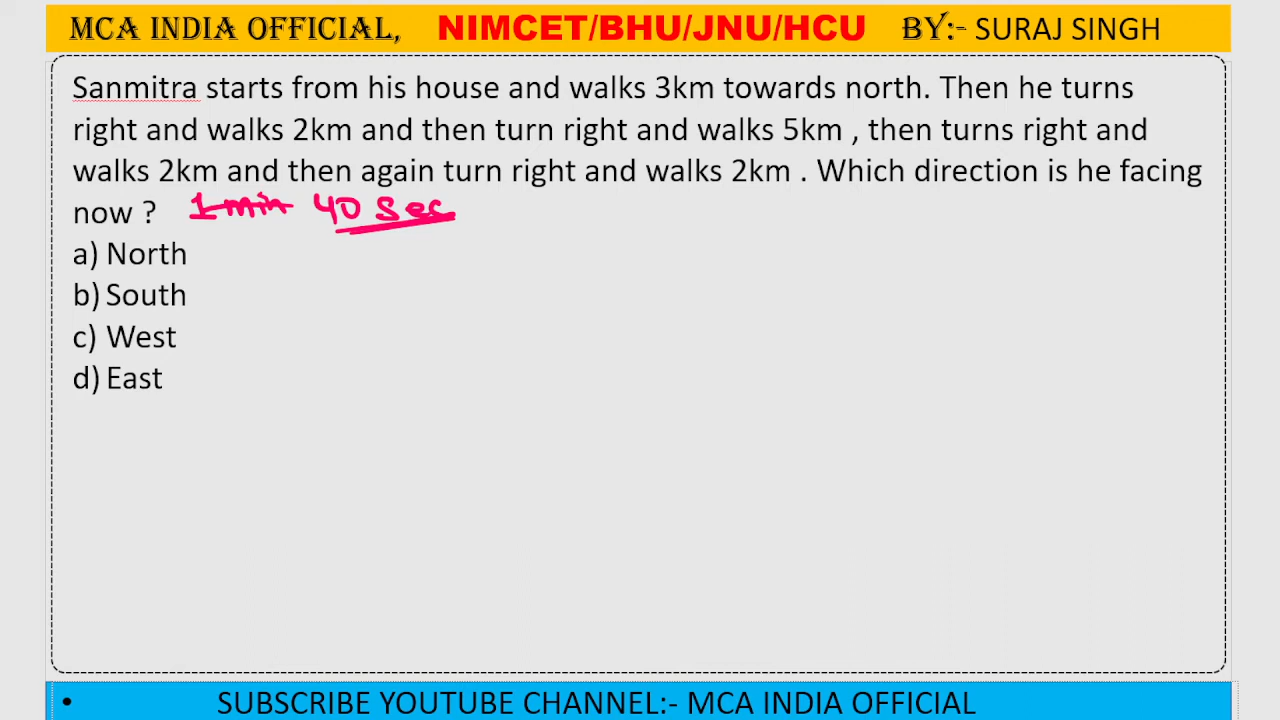 MCA INDIA OFFICIAL, NIMCET/BHU/JNU/HCU BY:- SURAJ SINGH
Sanmitra starts from his house and walks 3km towards north. Then he turns
right and walks 2km and then turn right and walks 5km , then turns right and
walks 2km and then again turn right and walks 2km . Which direction is he facing
now ? 1 min 40 Sec
a) North
b) South
c) West
d) East
• SUBSCRIBE YOUTUBE CHANNEL:- MCA INDIA OFFICIAL